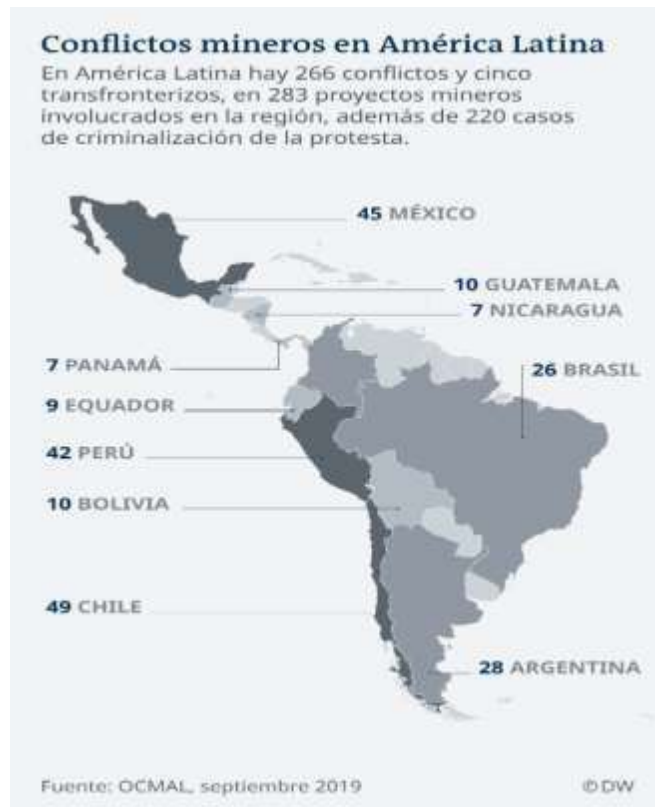 Conflictos mineros en América Latina
En América Latina hay 266 conflictos y cinco
transfronterizos, en 283 proyectos mineros
involucrados en la región, además de 220 casos
de criminalización de la protesta.
45 MÉXICO
10 GUATEMALA
7 NICARAGUA
7 PANAMÁ
26 BRASIL
9 EQUADOR
42 PERÚ
10 BOLIVIA
49 CHILE
28 ARGENTINA
Fuente: OCMAL, septiembre 2019
©DW